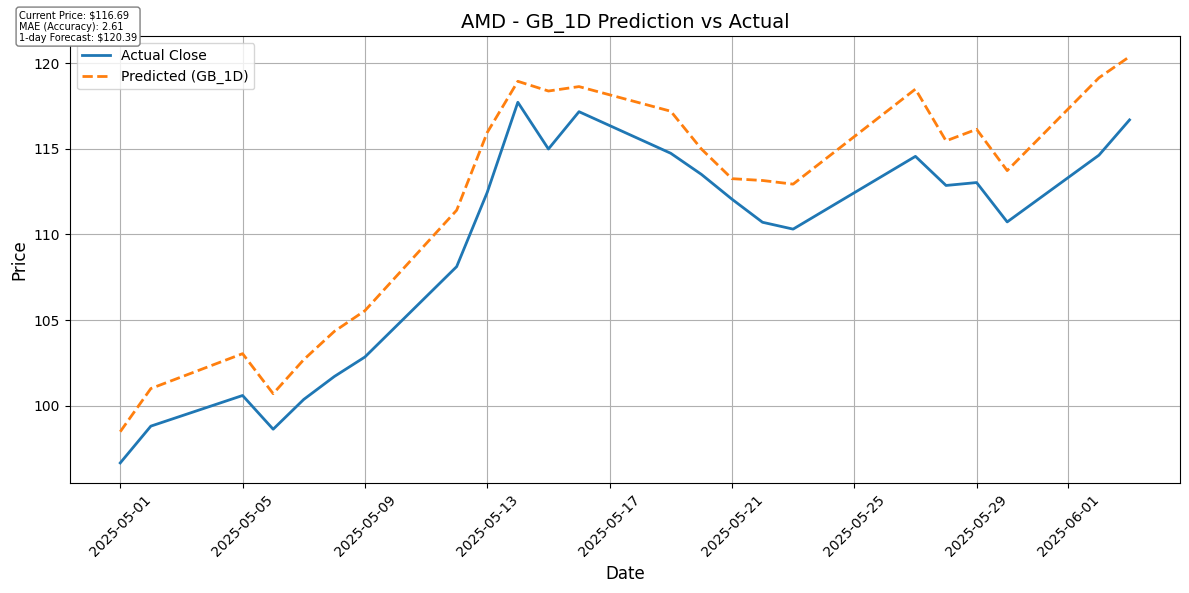 AMD - GB_1D Prediction vs Actual
Current Price: $116.69
MAE (Accuracy): 2.61
1-day Forecast: $120.39
Actual Close
Predicted (GB_1D)
Price
120
115
110
105
100
2025-05-01
2025-05-05
2025-05-09
2025-05-13
2025-05-17
2025-05-21
2025-05-25
2025-05-29
2025-06-01
Date